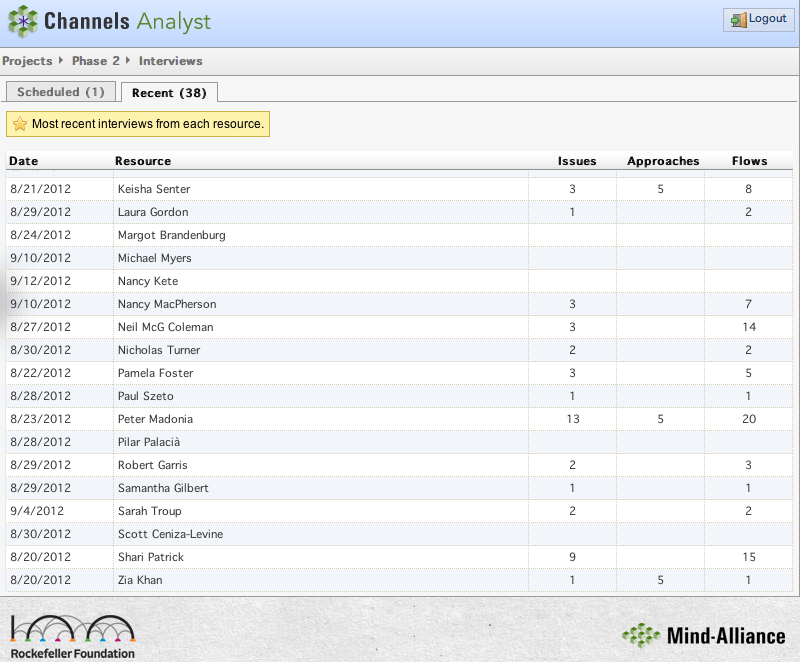 Channels Analyst
Logout
Projects Phase 2 Interviews
Scheduled (1) Recent (38)
Most recent interviews from each resource.
Date Resource Issues Approaches Flows
8/21/2012 Keisha Senter 3 5 8
8/29/2012 Laura Gordon 1 2
8/24/2012 Margot Brandenburg
9/10/2012 Michael Myers
9/12/2012 Nancy Kete
9/10/2012 Nancy MacPherson 3 7
8/27/2012 Neil McG Coleman 3 14
8/30/2012 Nicholas Turner 2 2
8/22/2012 Pamela Foster 3 5
8/28/2012 Paul Szeto 1 1
8/23/2012 Peter Madonia 13 5 20
8/28/2012 Pilar Palacià
8/29/2012 Robert Garris 2 3
8/29/2012 Samantha Gilbert 1 1
9/4/2012 Sarah Troup 2 2
8/30/2012 Scott Ceniza-Levine
8/20/2012 Shari Patrick 9 15
8/20/2012 Zia Khan 1 5 1
Rockefeller Foundation
Mind-Alliance